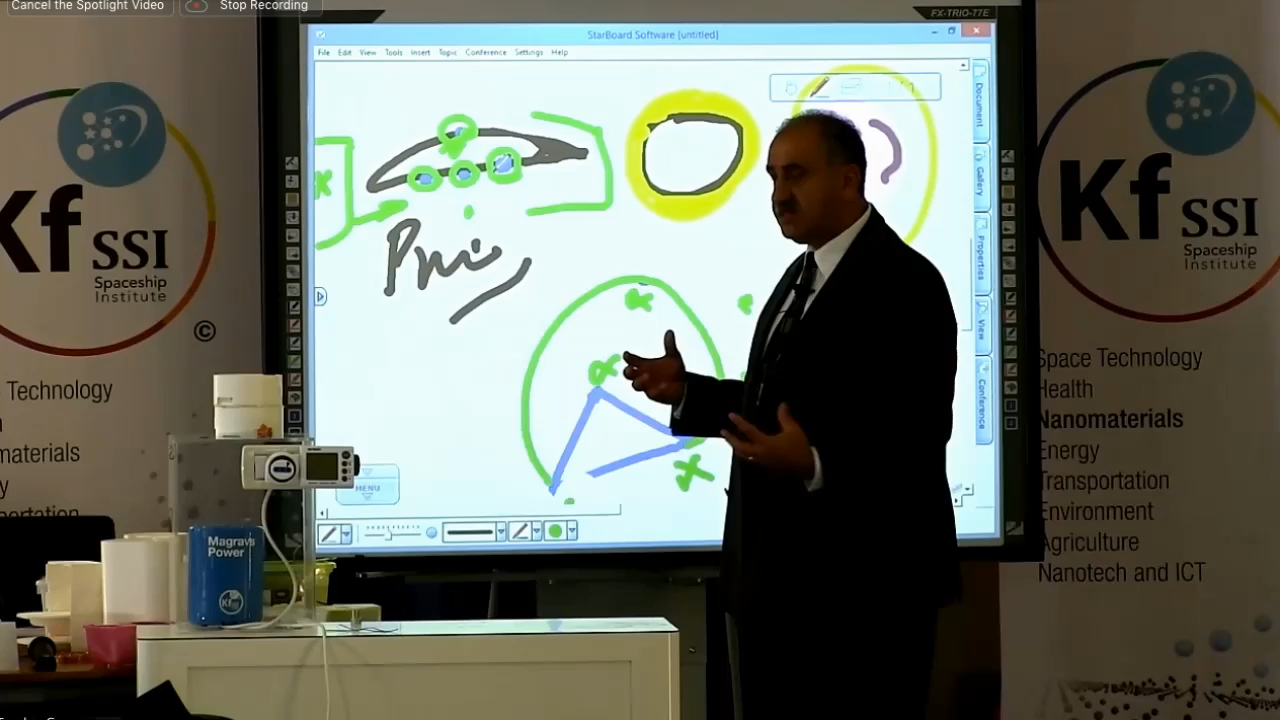 Cancel the Spotlight Video
Stop Recording
FX-TRIO-77E
StarBoard Software [untitled]
File Edit View Tools Insert Topic Conference Settings Help
Document
Gallery
Properties
View
Conference
MENU
Kf
SSI
Spaceship
Institute
©
Technology
Magravs
Power
Kf
Kf
SSI
Spaceship
Institute
Space Technology
Health
Nanomaterials
Energy
Transportation
Environment
Agriculture
Nanotech and ICT